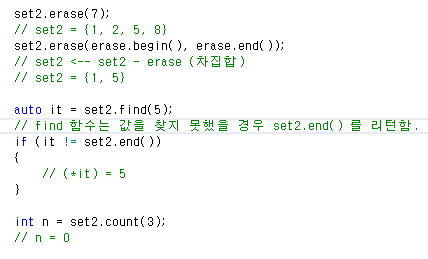 set2.erase(7);
// set2 = {1, 2, 5, 8}
set2.erase(erase.begin(), erase.end());
// set2 <-- set2 - erase (차집합)
// set2 = {1, 5}
auto it = set2.find(5);
// find 함수는 값을 찾지 못했을 경우 set2.end() 를 리턴함.
if (it != set2.end())
{
// (*it) = 5
}
int n = set2.count(3);
// n = 0